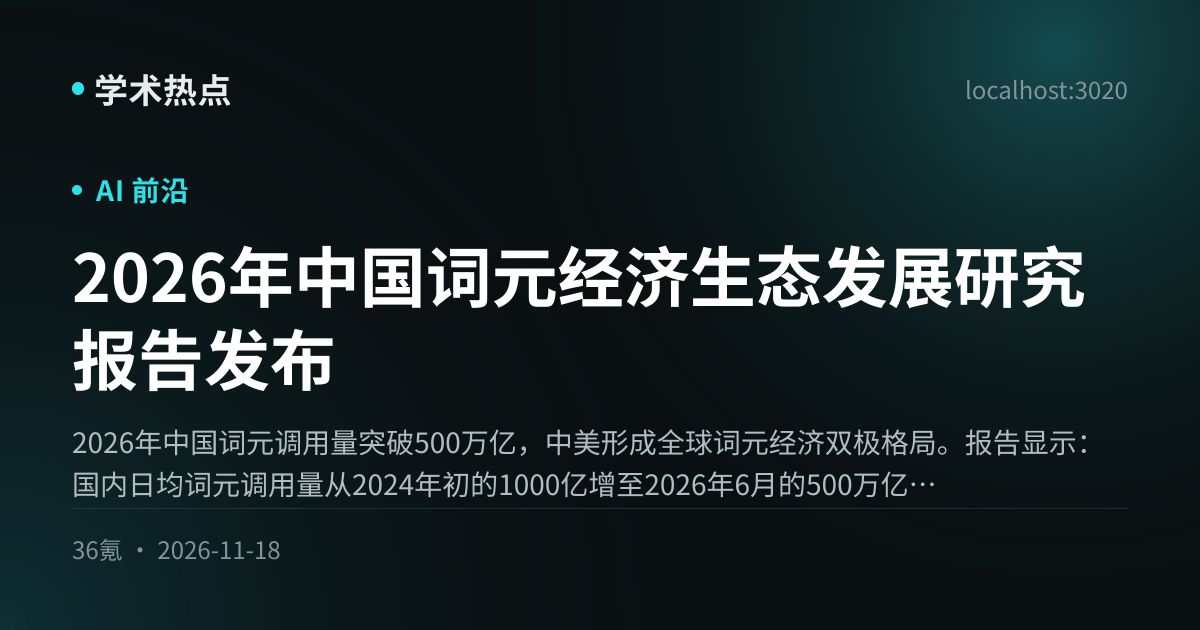 学术热点
localhost:3020
AI 前沿
2026年中国词元经济生态发展研究
报告发布
2026年中国词元调用量突破500万亿，中美形成全球词元经济双极格局。报告显示：
国内日均词元调用量从2024年初的1000亿增至2026年6月的500万亿…
36氪 · 2026-11-18